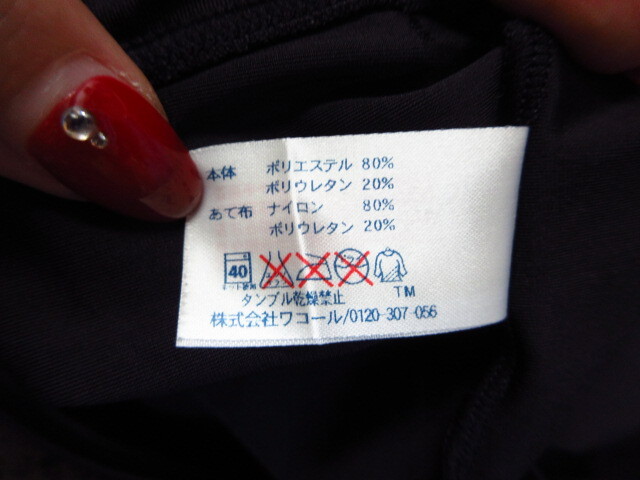 本体 ポリエステル 80%
ポリウレタン 20%
あて布 ナイロン 80%
ポリウレタン 20%
40
TM
タンブル乾燥禁止
株式会社ワコール/0120-307-056